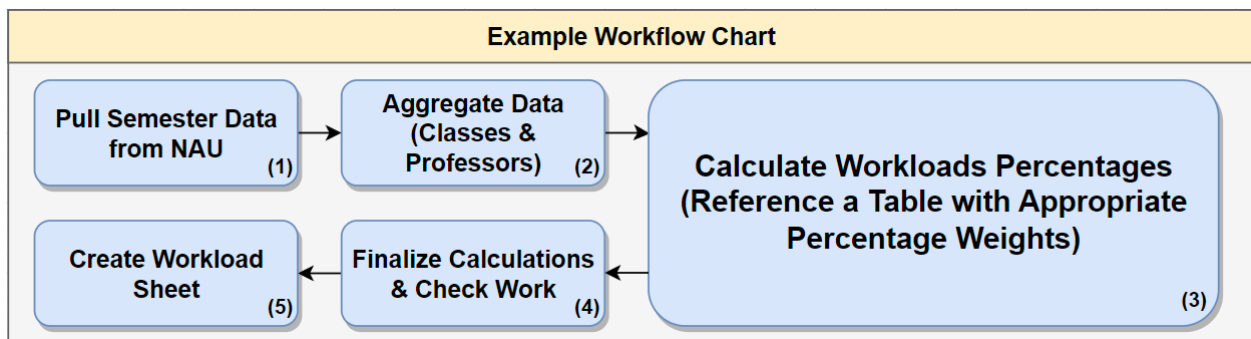 Example Workflow Chart
Pull Semester Data
from NAU
(1)
Aggregate Data
(Classes &
Professors)
(2)
Calculate Workloads Percentages
(Reference a Table with Appropriate
Percentage Weights)
(3)
Finalize Calculations
& Check Work
(4)
Create Workload
Sheet
(5)